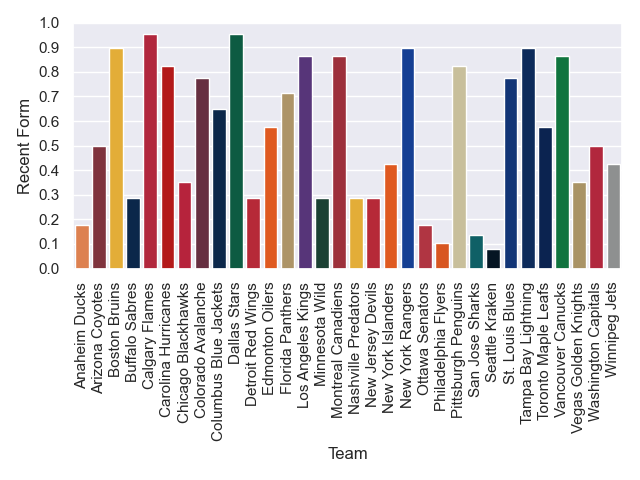 1.0
0.9
0.8
0.7
0.6
0.5
0.4
0.3
0.2
0.1
0.0
Recent Form
Anaheim Ducks
Arizona Coyotes
Boston Bruins
Buffalo Sabres
Calgary Flames
Carolina Hurricanes
Chicago Blackhawks
Colorado Avalanche
Columbus Blue Jackets
Dallas Stars
Detroit Red Wings
Edmonton Oilers
Florida Panthers
Los Angeles Kings
Minnesota Wild
Montreal Canadiens
Nashville Predators
New Jersey Devils
New York Islanders
New York Rangers
Ottawa Senators
Philadelphia Flyers
Pittsburgh Penguins
San Jose Sharks
Seattle Kraken
St. Louis Blues
Tampa Bay Lightning
Toronto Maple Leafs
Vancouver Canucks
Vegas Golden Knights
Washington Capitals
Winnipeg Jets
Team